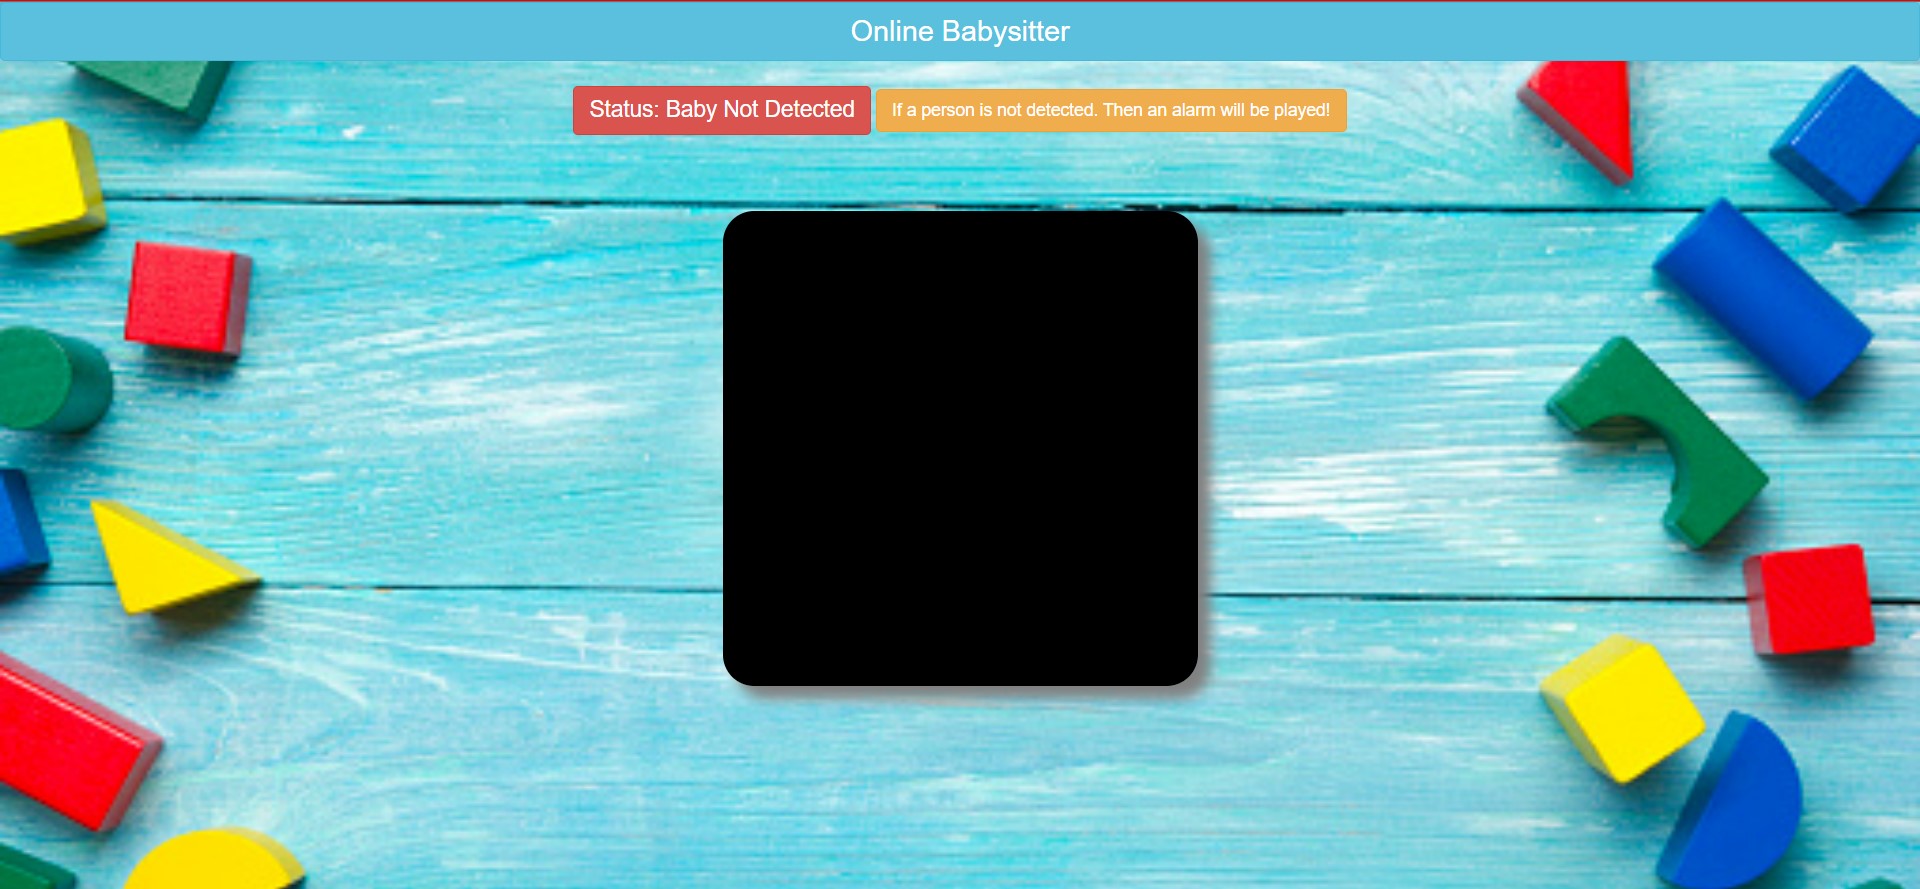 Online Babysitter
Status: Baby Not Detected
If a person is not detected. Then an alarm will be played!